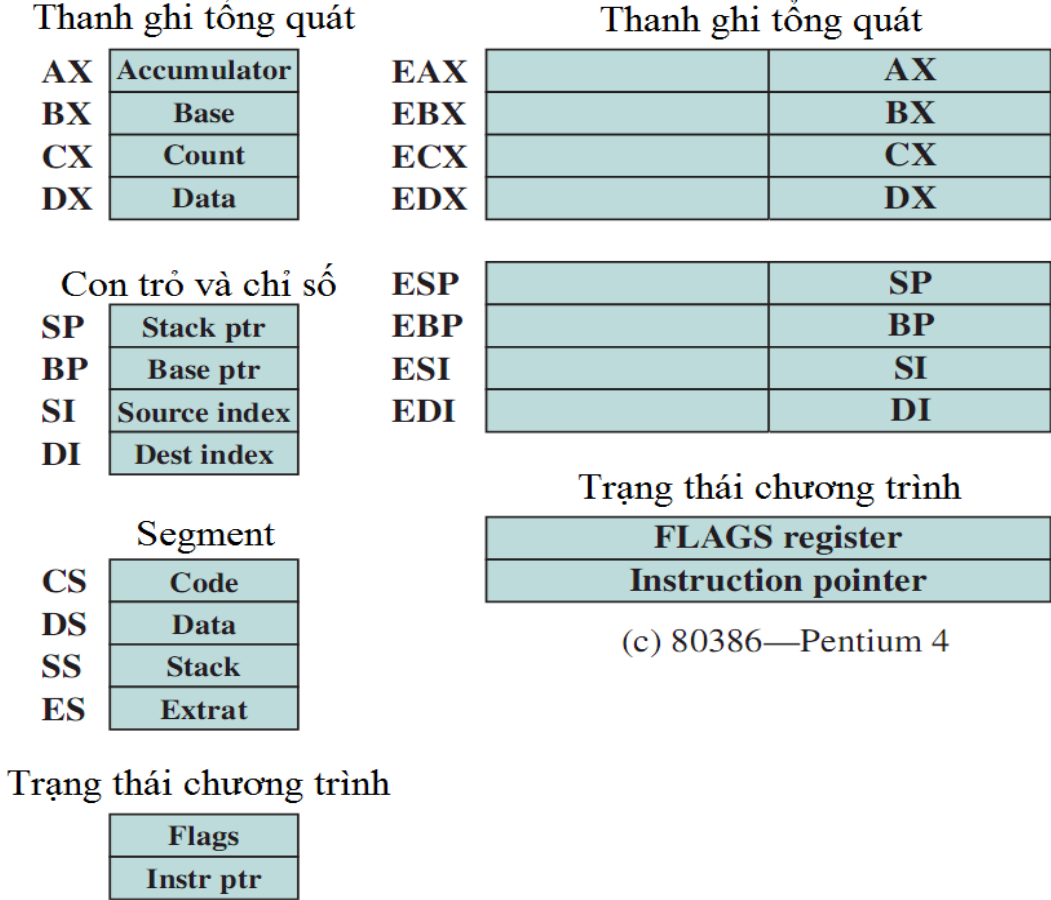 Thanh ghi tổng quát
AX Accumulator
BX Base
CX Count
DX Data
Con trỏ và chỉ số
SP Stack ptr
BP Base ptr
SI Source index
DI Dest index
Segment
CS Code
DS Data
SS Stack
ES Extrat
Trạng thái chương trình
Flags
Instr ptr
Thanh ghi tổng quát
EAX AX
EBX BX
ECX CX
EDX DX
ESP SP
EBP BP
ESI SI
EDI DI
Trạng thái chương trình
FLAGS register
Instruction pointer
(c) 80386—Pentium 4